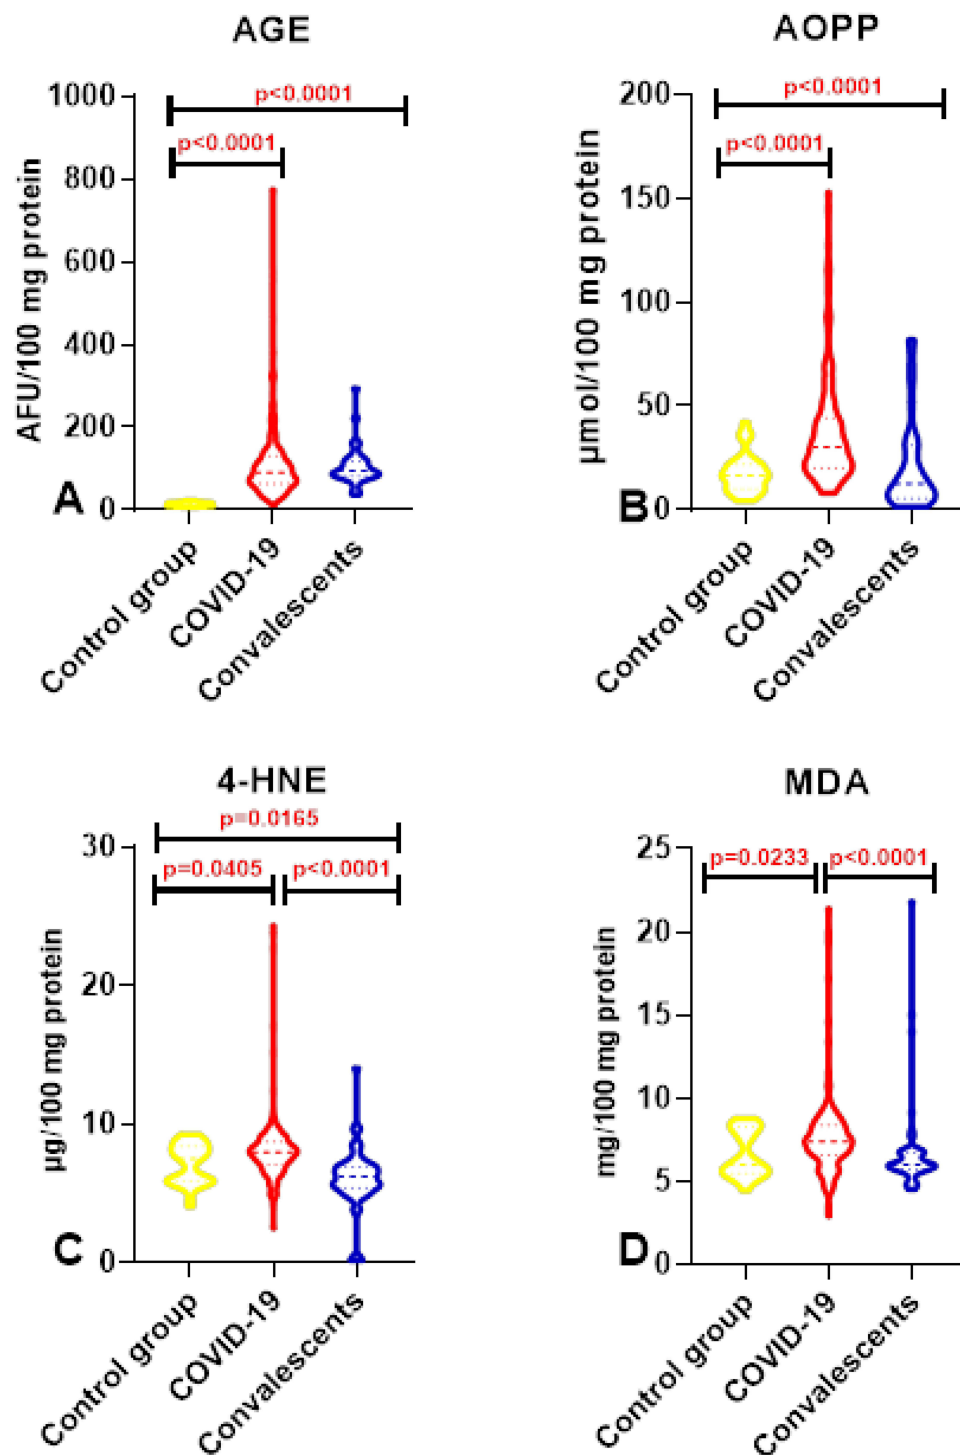 AGE
AFU/100 mg protein
1000
800
600
400
200
0
p<0.0001
p<0.0001
A
Control group
COVID-19
Convalescents
AOPP
µmol/100 mg protein
200
150
100
50
0
p<0.0001
p<0.0001
B
Control group
COVID-19
Convalescents
4-HNE
µg/100 mg protein
30
20
10
0
p=0.0165
p=0.0405
p<0.0001
C
Control group
COVID-19
Convalescents
MDA
mg/100 mg protein
25
20
15
10
5
0
p=0.0233
p<0.0001
D
Control group
COVID-19
Convalescents